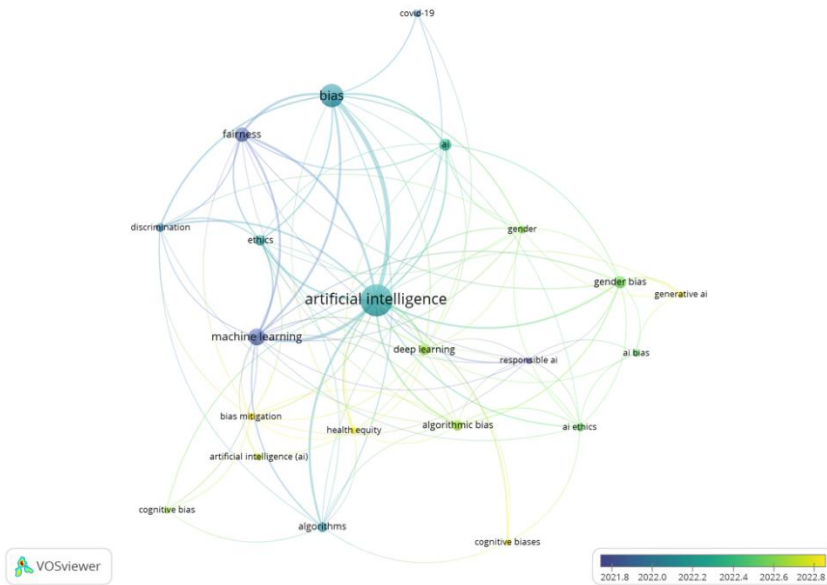 covid-19
bias
fairness
ai
discrimination
gender
ethics
gender bias
generative ai
artificial intelligence
machine learning
deep learning
ai bias
responsible ai
bias mitigation
health equity
algorithmic bias
ai ethics
artificial intelligence (ai)
cognitive bias
algorithms
cognitive biases
VOSviewer
2021.8 2022.0 2022.2 2022.4 2022.6 2022.8